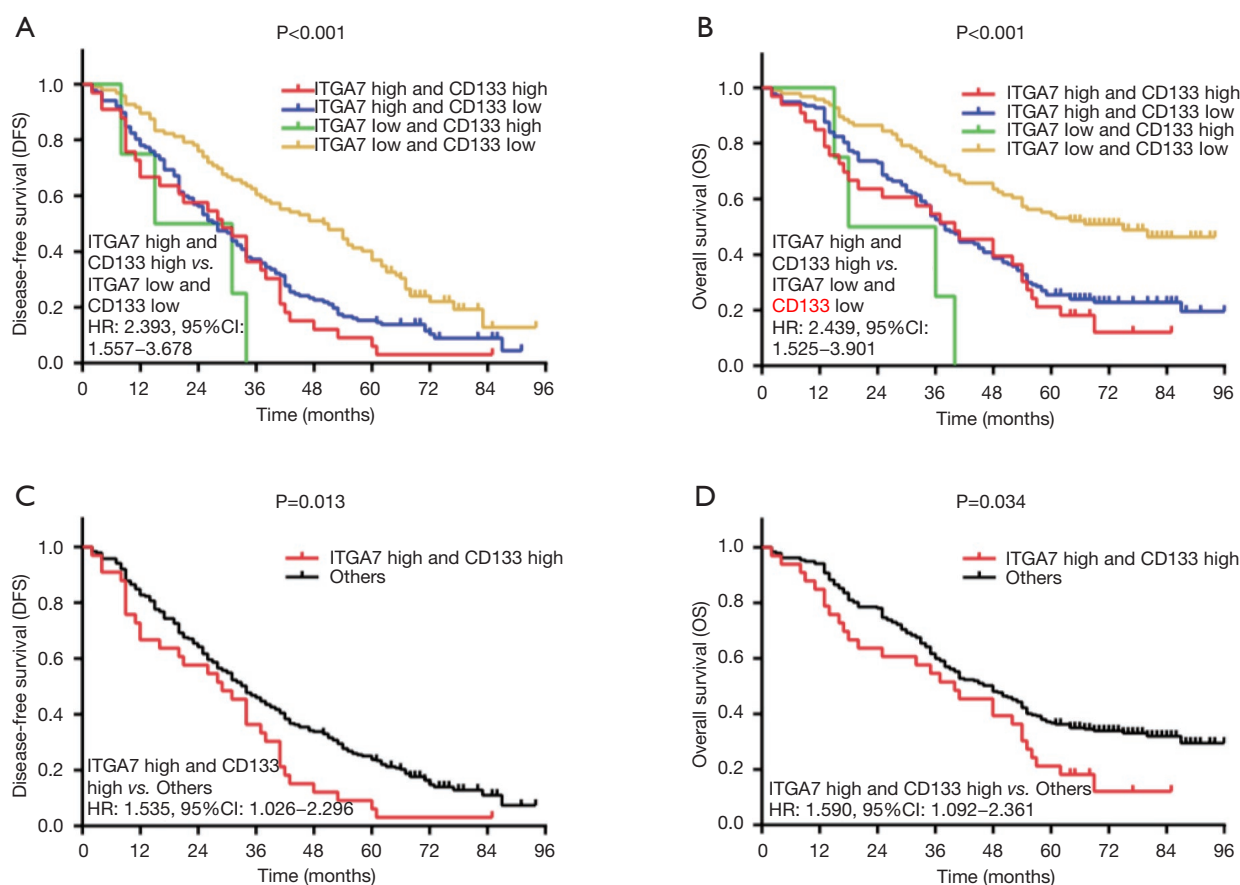 A
P<0.001
ITGA7 high and CD133 high
ITGA7 high and CD133 low
ITGA7 low and CD133 high
ITGA7 low and CD133 low
Disease-free survival (DFS)
1.0
0.8
0.6
0.4
0.2
0.0
ITGA7 high and
CD133 high vs.
ITGA7 low and
CD133 low
HR: 2.393, 95%CI:
1.557–3.678
0 12 24 36 48 60 72 84 96
Time (months)
B
P<0.001
ITGA7 high and CD133 high
ITGA7 high and CD133 low
ITGA7 low and CD133 high
ITGA7 low and CD133 low
Overall survival (OS)
1.0
0.8
0.6
0.4
0.2
0.0
ITGA7 high and
CD133 high vs.
ITGA7 low and
CD133 low
HR: 2.439, 95%CI:
1.525–3.901
0 12 24 36 48 60 72 84 96
Time (months)
C
P=0.013
ITGA7 high and CD133 high
Others
Disease-free survival (DFS)
1.0
0.8
0.6
0.4
0.2
0.0
ITGA7 high and CD133
high vs. Others
HR: 1.535, 95%CI: 1.026–2.296
0 12 24 36 48 60 72 84 96
Time (months)
D
P=0.034
ITGA7 high and CD133 high
Others
Overall survival (OS)
1.0
0.8
0.6
0.4
0.2
0.0
ITGA7 high and CD133 high vs. Others
HR: 1.590, 95%CI: 1.092–2.361
0 12 24 36 48 60 72 84 96
Time (months)